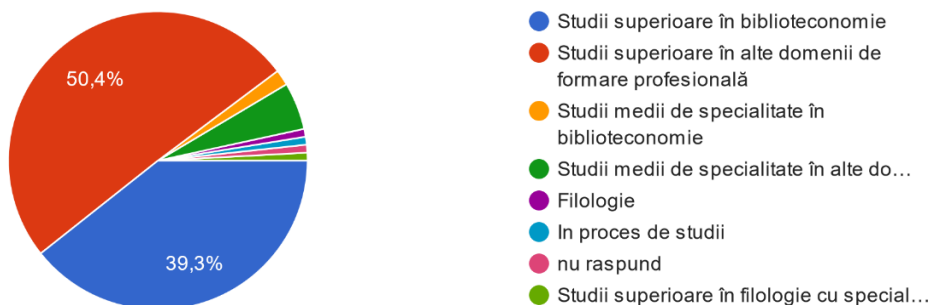 50,4%
39,3%
Studii superioare în biblioteconomie
Studii superioare în alte domenii de
formare profesională
Studii medii de specialitate în
biblioteconomie
Studii medii de specialitate în alte do…
Filologie
In proces de studii
nu raspund
Studii superioare în filologie cu special…